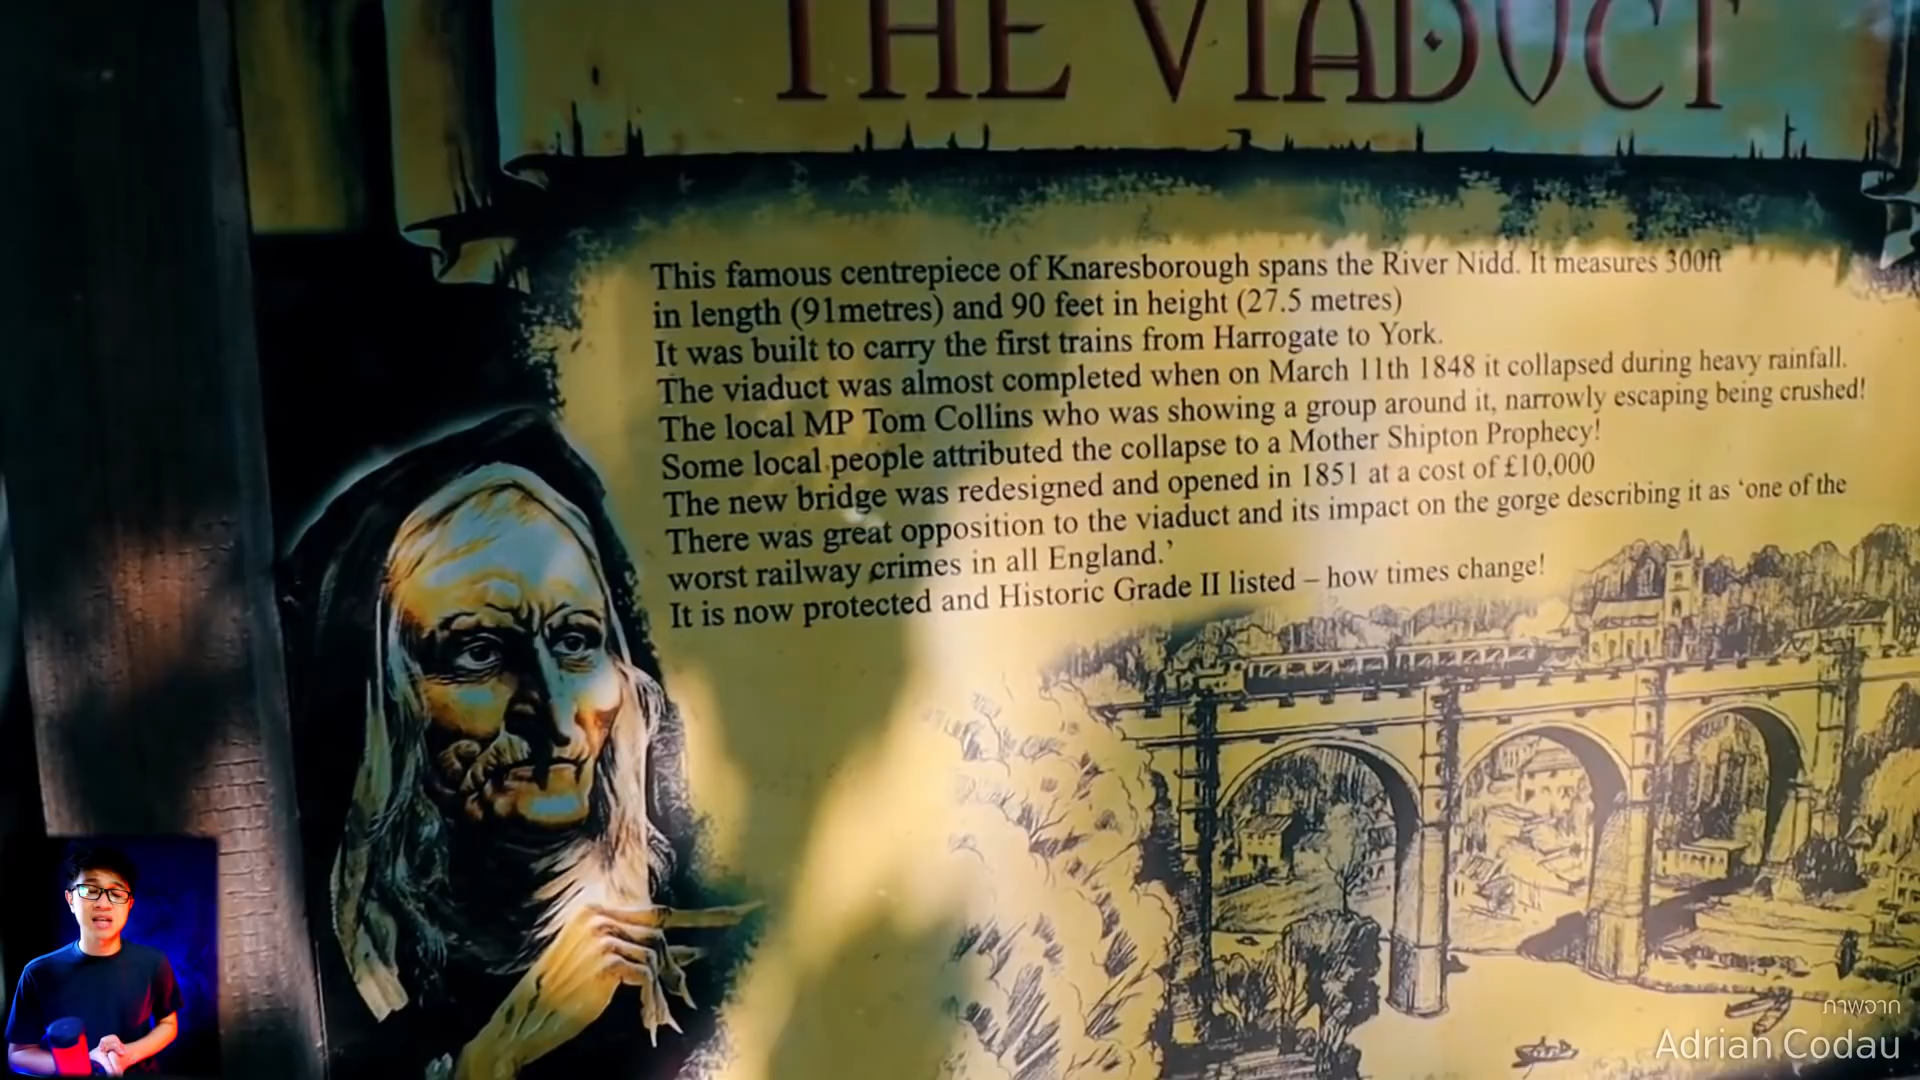 THE VIADUCT
This famous centrepiece of Knaresborough spans the River Nidd. It measures 300ft
in length (91metres) and 90 feet in height (27.5 metres)
It was built to carry the first trains from Harrogate to York.
The viaduct was almost completed when on March 11th 1848 it collapsed during heavy rainfall.
The local MP Tom Collins who was showing a group around it, narrowly escaping being crushed!
Some local people attributed the collapse to a Mother Shipton Prophecy!
The new bridge was redesigned and opened in 1851 at a cost of £10,000
There was great opposition to the viaduct and its impact on the gorge describing it as ‘one of the
worst railway crimes in all England.’
It is now protected and Historic Grade II listed – how times change!
ภาพจาก
Adrian Codau